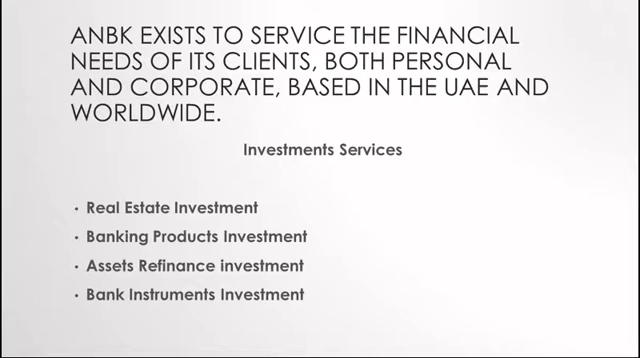 ANBK EXISTS TO SERVICE THE FINANCIAL
NEEDS OF ITS CLIENTS, BOTH PERSONAL
AND CORPORATE, BASED IN THE UAE AND
WORLDWIDE.
Investments Services
• Real Estate Investment
• Banking Products Investment
• Assets Refinance investment
• Bank Instruments Investment